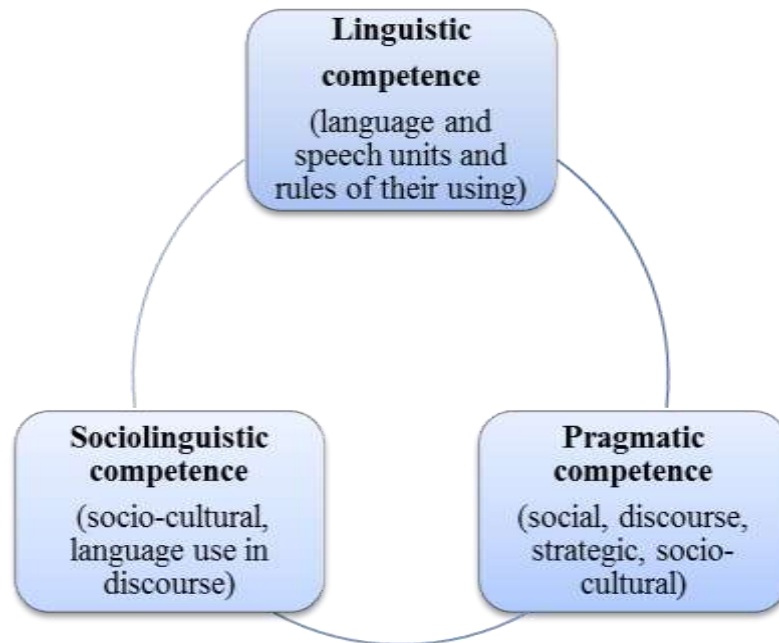 Linguistic
competence
(language and
speech units and
rules of their using)
Sociolinguistic
competence
(socio-cultural,
language use in
discourse)
Pragmatic
competence
(social, discourse,
strategic, socio-
cultural)